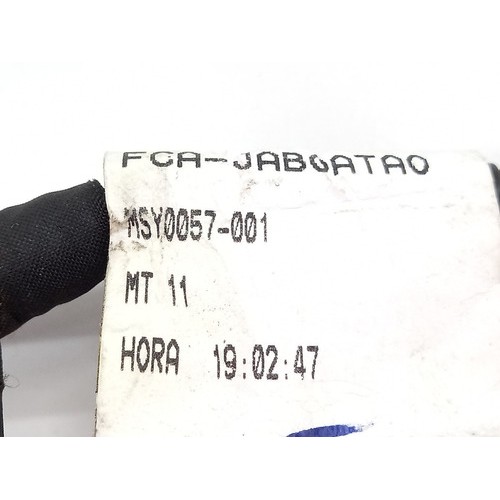 FCA-JABOATAO
MSY0057-001
MT 11
HORA 19:02:47